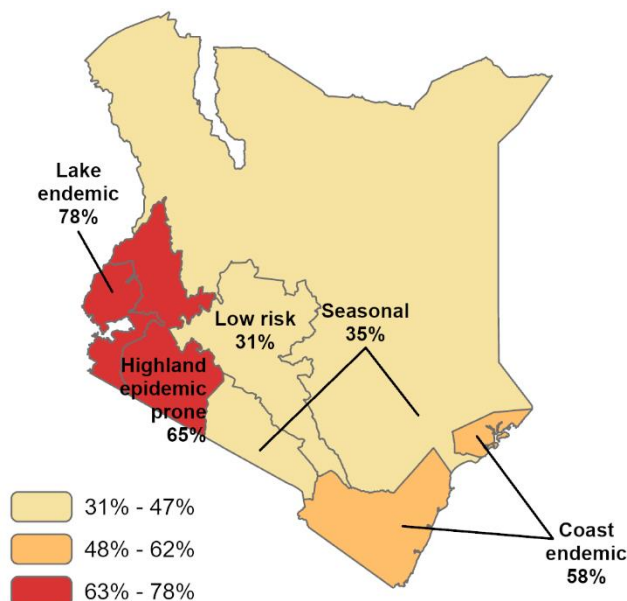 Lake
endemic
78%
Low risk
31%
Seasonal
35%
Highland
epidemic
prone
65%
Coast
endemic
58%
31% - 47%
48% - 62%
63% - 78%